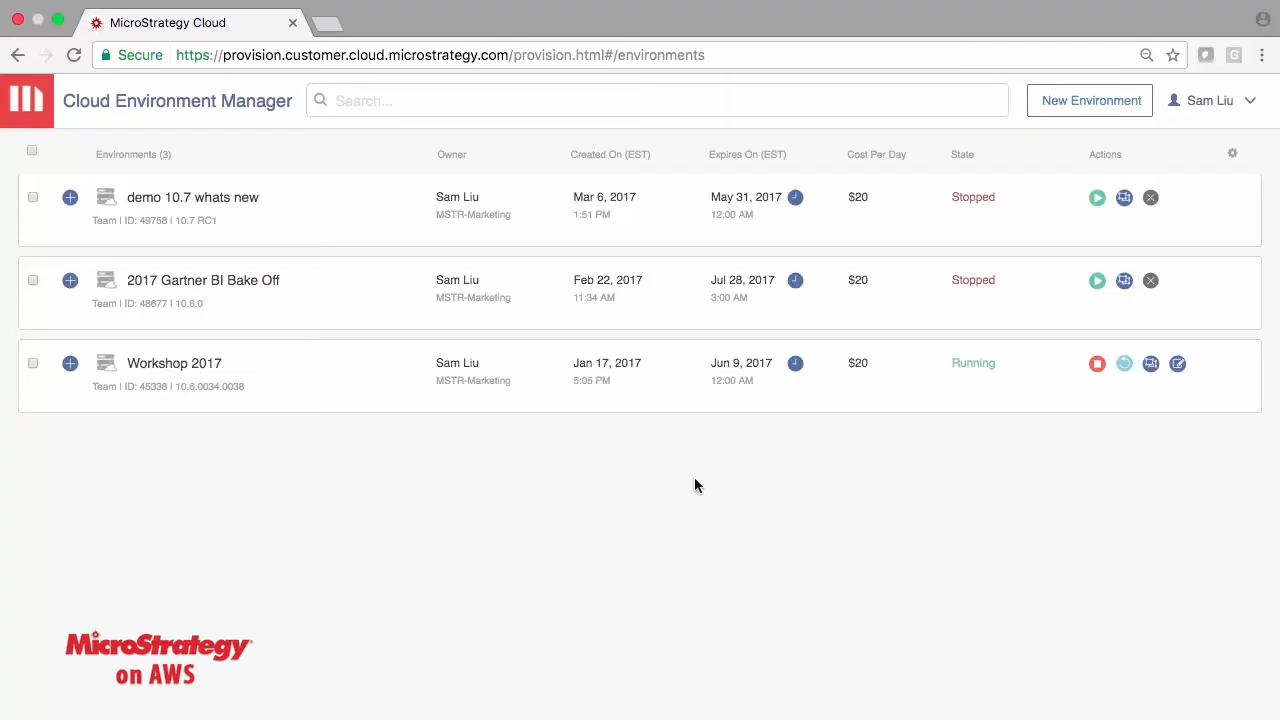 MicroStrategy Cloud
Secure https://provision.customer.cloud.microstrategy.com/provision.html#/environments
Cloud Environment Manager
Search...
New Environment
Sam Liu
Environments (3) Owner Created On (EST) Expires On (EST) Cost Per Day State Actions
demo 10.7 whats new Sam Liu Mar 6, 2017 May 31, 2017 $20 Stopped
Team | ID: 49758 | 10.7 RC1 MSTR-Marketing 1:51 PM 12:00 AM
2017 Gartner BI Bake Off Sam Liu Feb 22, 2017 Jul 28, 2017 $20 Stopped
Team | ID: 48677 | 10.6.0 MSTR-Marketing 11:34 AM 3:00 AM
Workshop 2017 Sam Liu Jan 17, 2017 Jun 9, 2017 $20 Running
Team | ID: 45338 | 10.6.0034.0038 MSTR-Marketing 5:05 PM 12:00 AM
MicroStrategy
on AWS